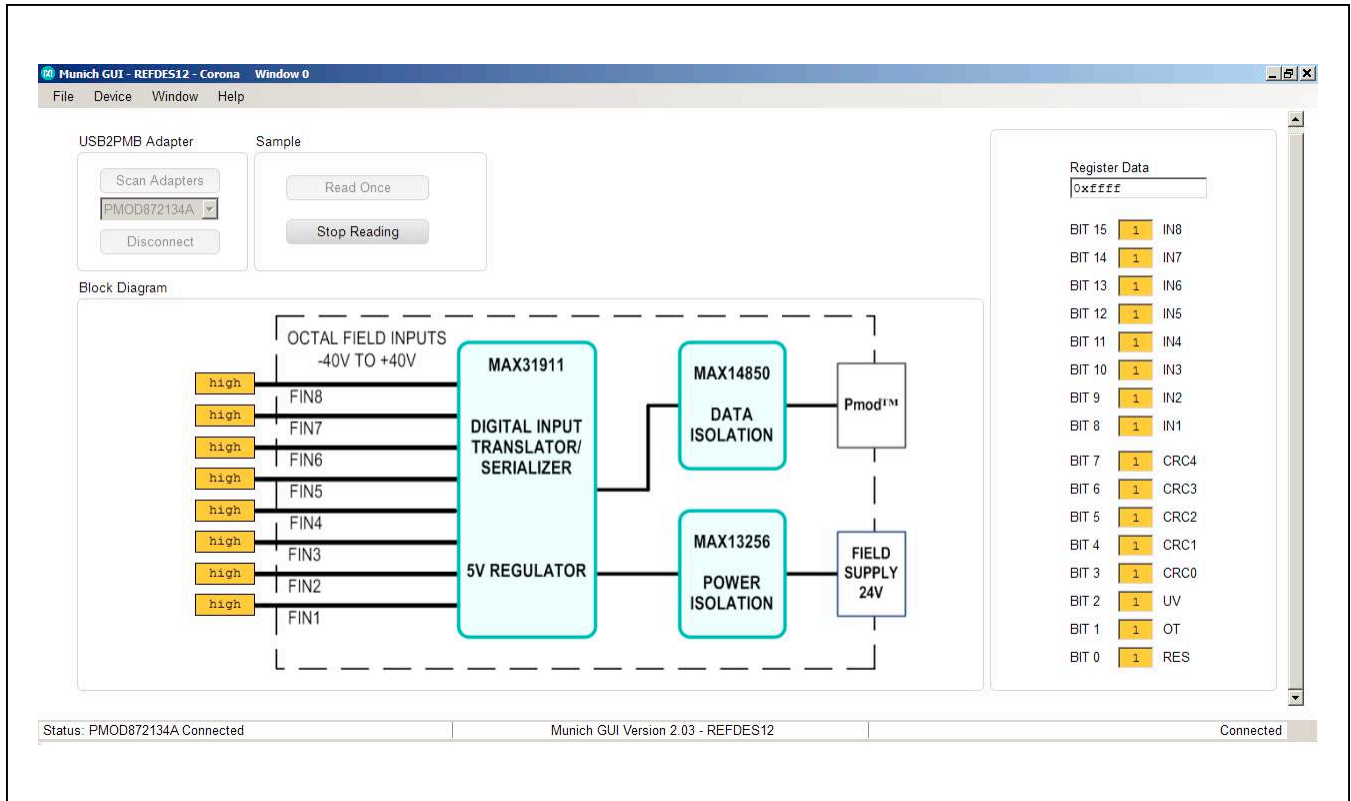 Munich GUI - REFDES12 - Corona Window 0
File Device Window Help
USB2PMB Adapter
Scan Adapters
PMOD872134A
Disconnect
Sample
Read Once
Stop Reading
Block Diagram
OCTAL FIELD INPUTS
-40V TO +40V
high
FIN8
high
FIN7
high
FIN6
high
FIN5
high
FIN4
high
FIN3
high
FIN2
high
FIN1
MAX31911
DIGITAL INPUT
TRANSLATOR/
SERIALIZER
5V REGULATOR
MAX14850
DATA
ISOLATION
MAX13256
POWER
ISOLATION
Pmod™
FIELD
SUPPLY
24V
Register Data
0xffff
BIT 15 1 IN8
BIT 14 1 IN7
BIT 13 1 IN6
BIT 12 1 IN5
BIT 11 1 IN4
BIT 10 1 IN3
BIT 9 1 IN2
BIT 8 1 IN1
BIT 7 1 CRC4
BIT 6 1 CRC3
BIT 5 1 CRC2
BIT 4 1 CRC1
BIT 3 1 CRC0
BIT 2 1 UV
BIT 1 1 OT
BIT 0 1 RES
Status: PMOD872134A Connected
Munich GUI Version 2.03 - REFDES12
Connected